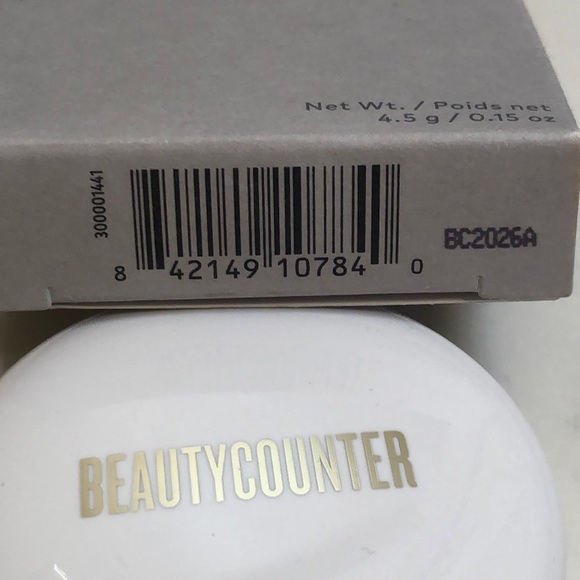 Net Wt. / Poids net
4.5 g / 0.15 oz
300001441
8 42149 10784 0
BC2026A
BEAUTYCOUNTER